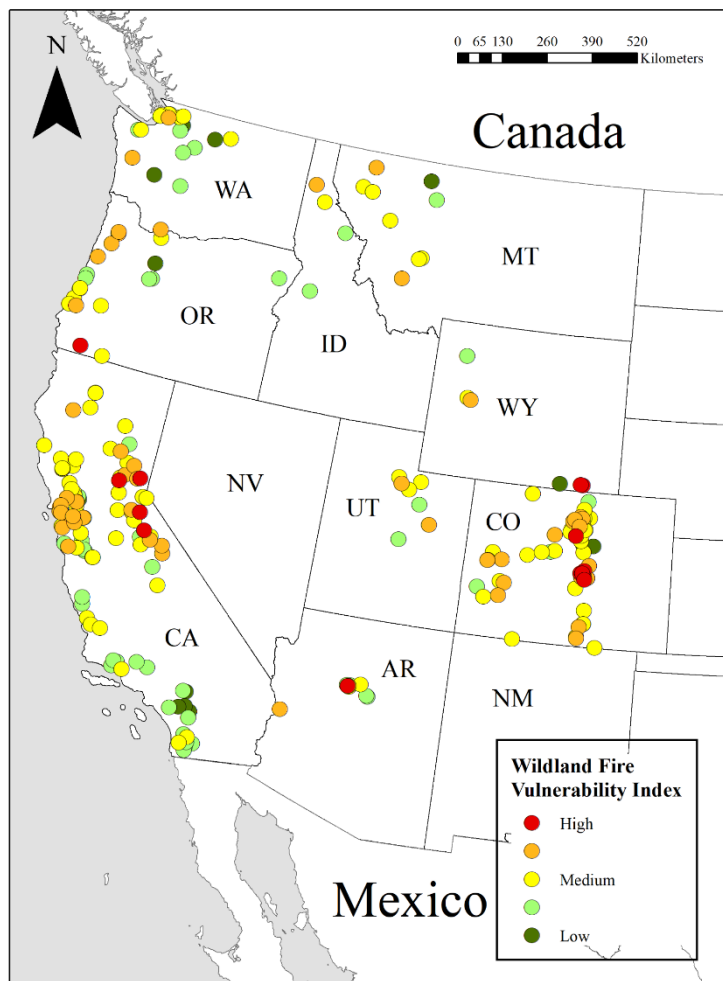 N
0 65 130 260 390 520
Kilometers
Canada
WA
MT
OR
ID
WY
NV
UT
CO
CA
AR
NM
Wildland Fire
Vulnerability Index
High
Medium
Low
Mexico